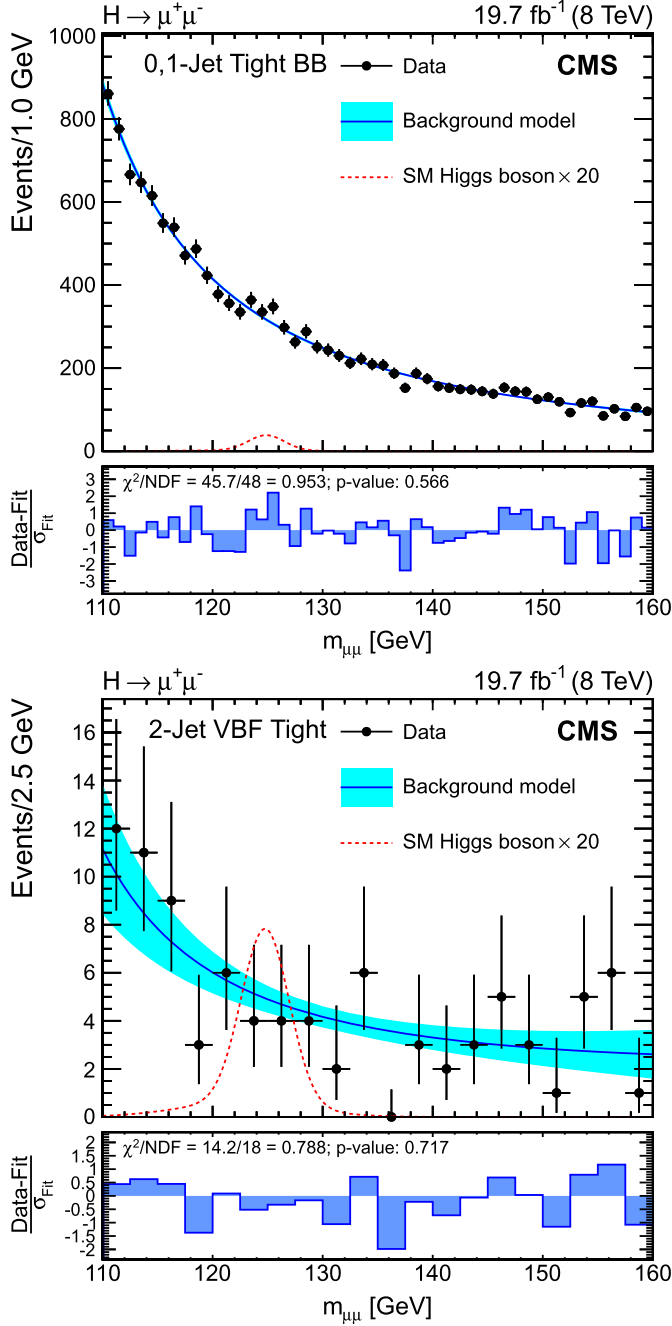 H → μ⁺μ⁻ 19.7 fb⁻¹ (8 TeV)
0,1-Jet Tight BB
Data
CMS
Background model
SM Higgs boson × 20
Events/1.0 GeV
1000
800
600
400
200
0
χ²/NDF = 45.7/48 = 0.953; p-value: 0.566
Data-Fit
σ_Fit
3
2
1
0
-1
-2
-3
110 120 130 140 150 160
m_μμ [GeV]
H → μ⁺μ⁻ 19.7 fb⁻¹ (8 TeV)
2-Jet VBF Tight
Data
CMS
Background model
SM Higgs boson × 20
Events/2.5 GeV
16
14
12
10
8
6
4
2
0
χ²/NDF = 14.2/18 = 0.788; p-value: 0.717
Data-Fit
σ_Fit
2
1.5
1
0.5
0
-0.5
-1
-1.5
-2
110 120 130 140 150 160
m_μμ [GeV]